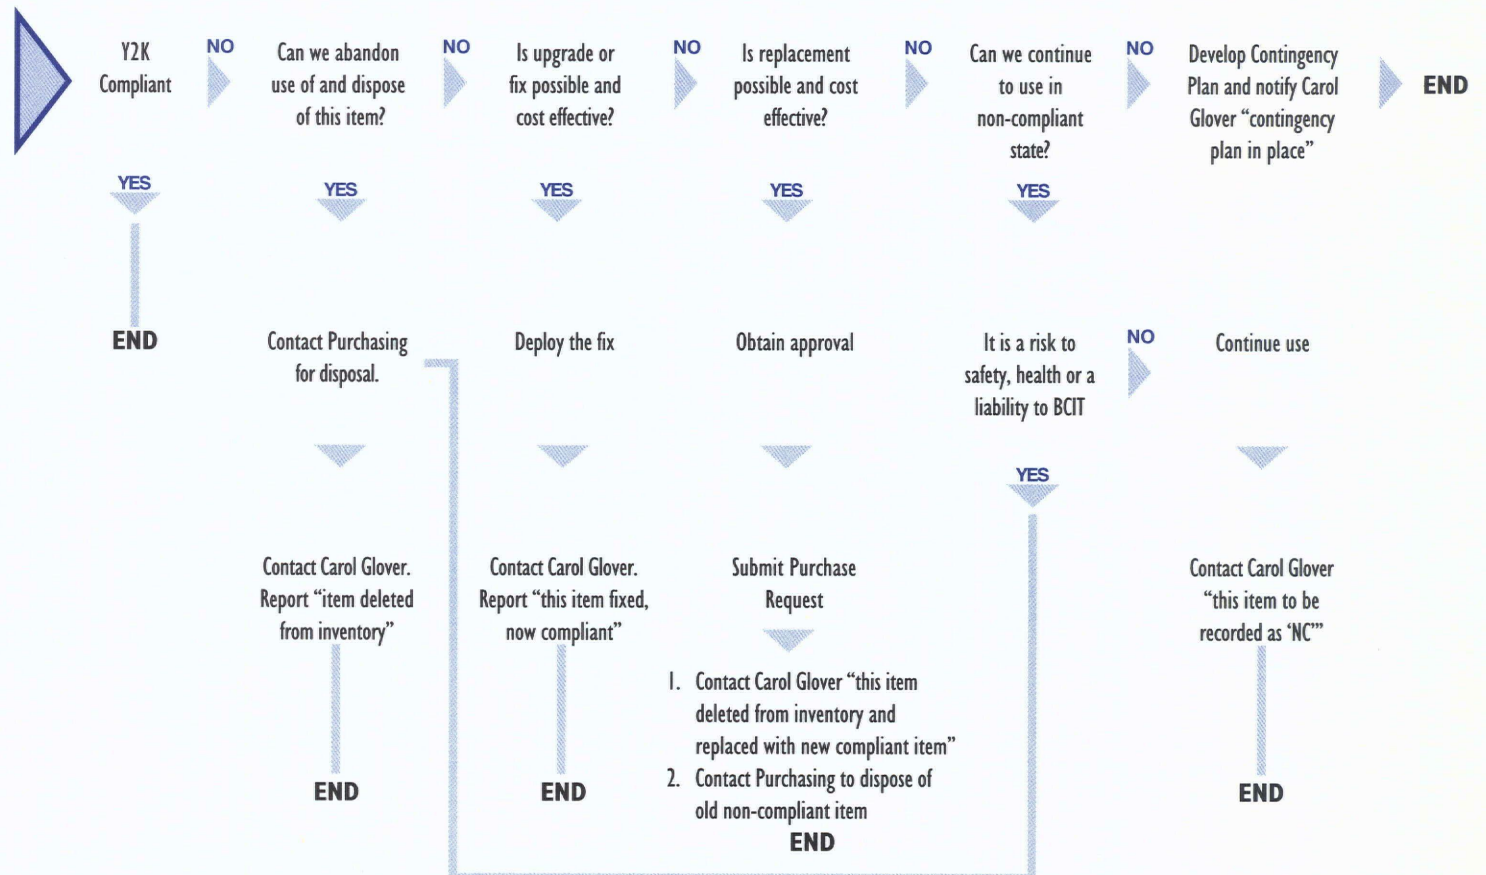 Y2K
Compliant
NO
Can we abandon
use of and dispose
of this item?
NO
Is upgrade or
fix possible and
cost effective?
NO
Is replacement
possible and cost
effective?
NO
Can we continue
to use in
non-compliant
state?
NO
Develop Contingency
Plan and notify Carol
Glover “contingency
plan in place”
END
YES
YES
YES
YES
YES
END
Contact Purchasing
for disposal.
Deploy the fix
Obtain approval
It is a risk to
safety, health or a
liability to BCIT
NO
Continue use
YES
Contact Carol Glover.
Report “item deleted
from inventory”
Contact Carol Glover.
Report “this item fixed,
now compliant”
Submit Purchase
Request
Contact Carol Glover
“this item to be
recorded as ‘NC’”
1. Contact Carol Glover “this item
deleted from inventory and
replaced with new compliant item”
2. Contact Purchasing to dispose of
old non-compliant item
END
END
END
END